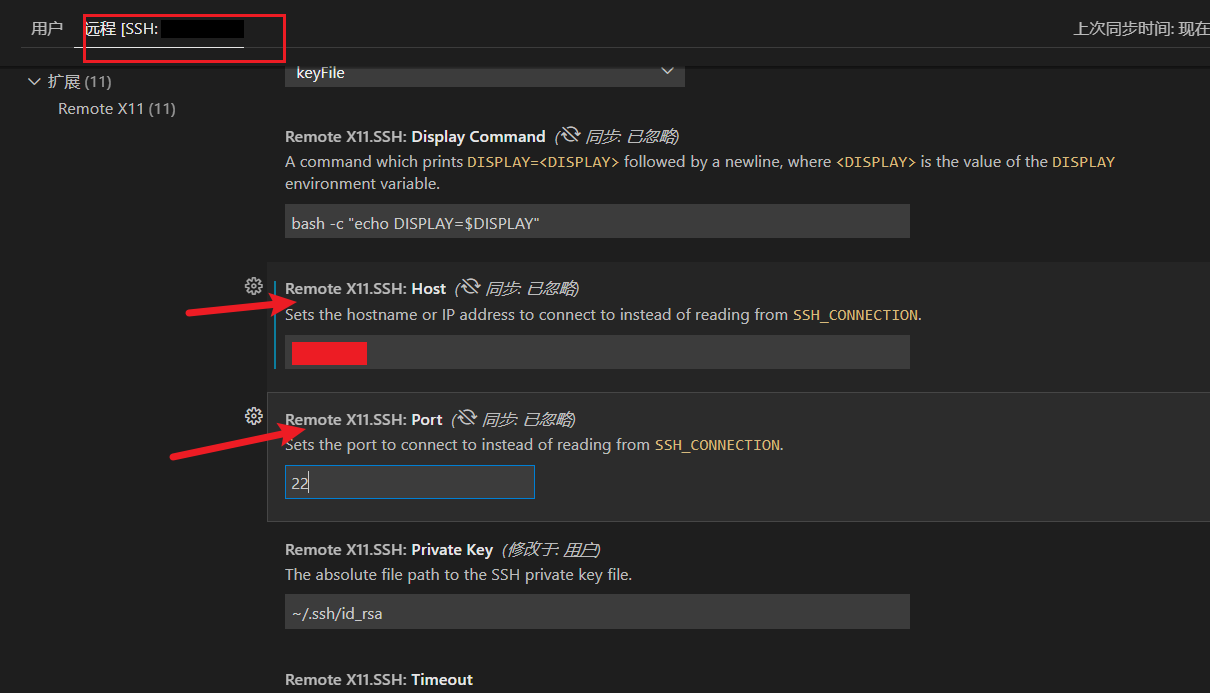 用户 远程 [SSH: 上次同步时间: 现在
扩展 (11)
Remote X11 (11)
keyFile
Remote X11.SSH: Display Command (同步: 已忽略)
A command which prints DISPLAY=<DISPLAY> followed by a newline, where <DISPLAY> is the value of the DISPLAY
environment variable.
bash -c "echo DISPLAY=$DISPLAY"
Remote X11.SSH: Host (同步: 已忽略)
Sets the hostname or IP address to connect to instead of reading from SSH_CONNECTION.
Remote X11.SSH: Port (同步: 已忽略)
Sets the port to connect to instead of reading from SSH_CONNECTION.
22
Remote X11.SSH: Private Key (修改于: 用户)
The absolute file path to the SSH private key file.
~/.ssh/id_rsa
Remote X11.SSH: Timeout